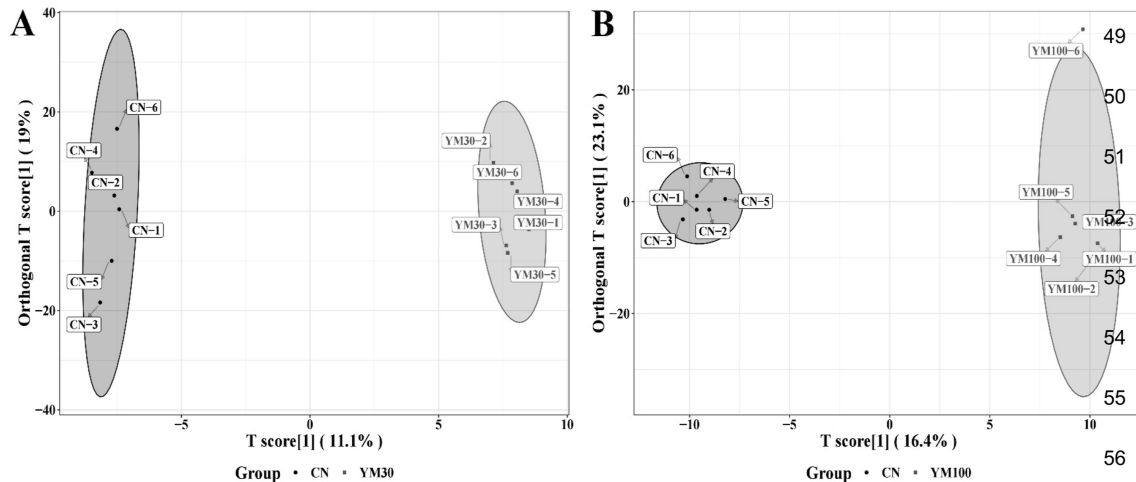 A
40
20
0
−20
−40
Orthogonal T score[1] ( 19%)
CN-6
CN-4
CN-2
CN-1
CN-5
CN-3
YM30-2
YM30-6
YM30-4
YM30-3
YM30-1
YM30-5
−5
0
5
10
T score[1] ( 11.1%)
Group CN YM30
B
20
0
−20
Orthogonal T score[1] ( 23.1%)
CN-6
CN-4
CN-1
CN-5
CN-3
CN-2
YM100-6
YM100-5
YM100-3
YM100-4
YM100-1
YM100-2
−10
−5
0
5
10
T score[1] ( 16.4%)
Group CN YM100
49
50
51
52
53
54
55
56